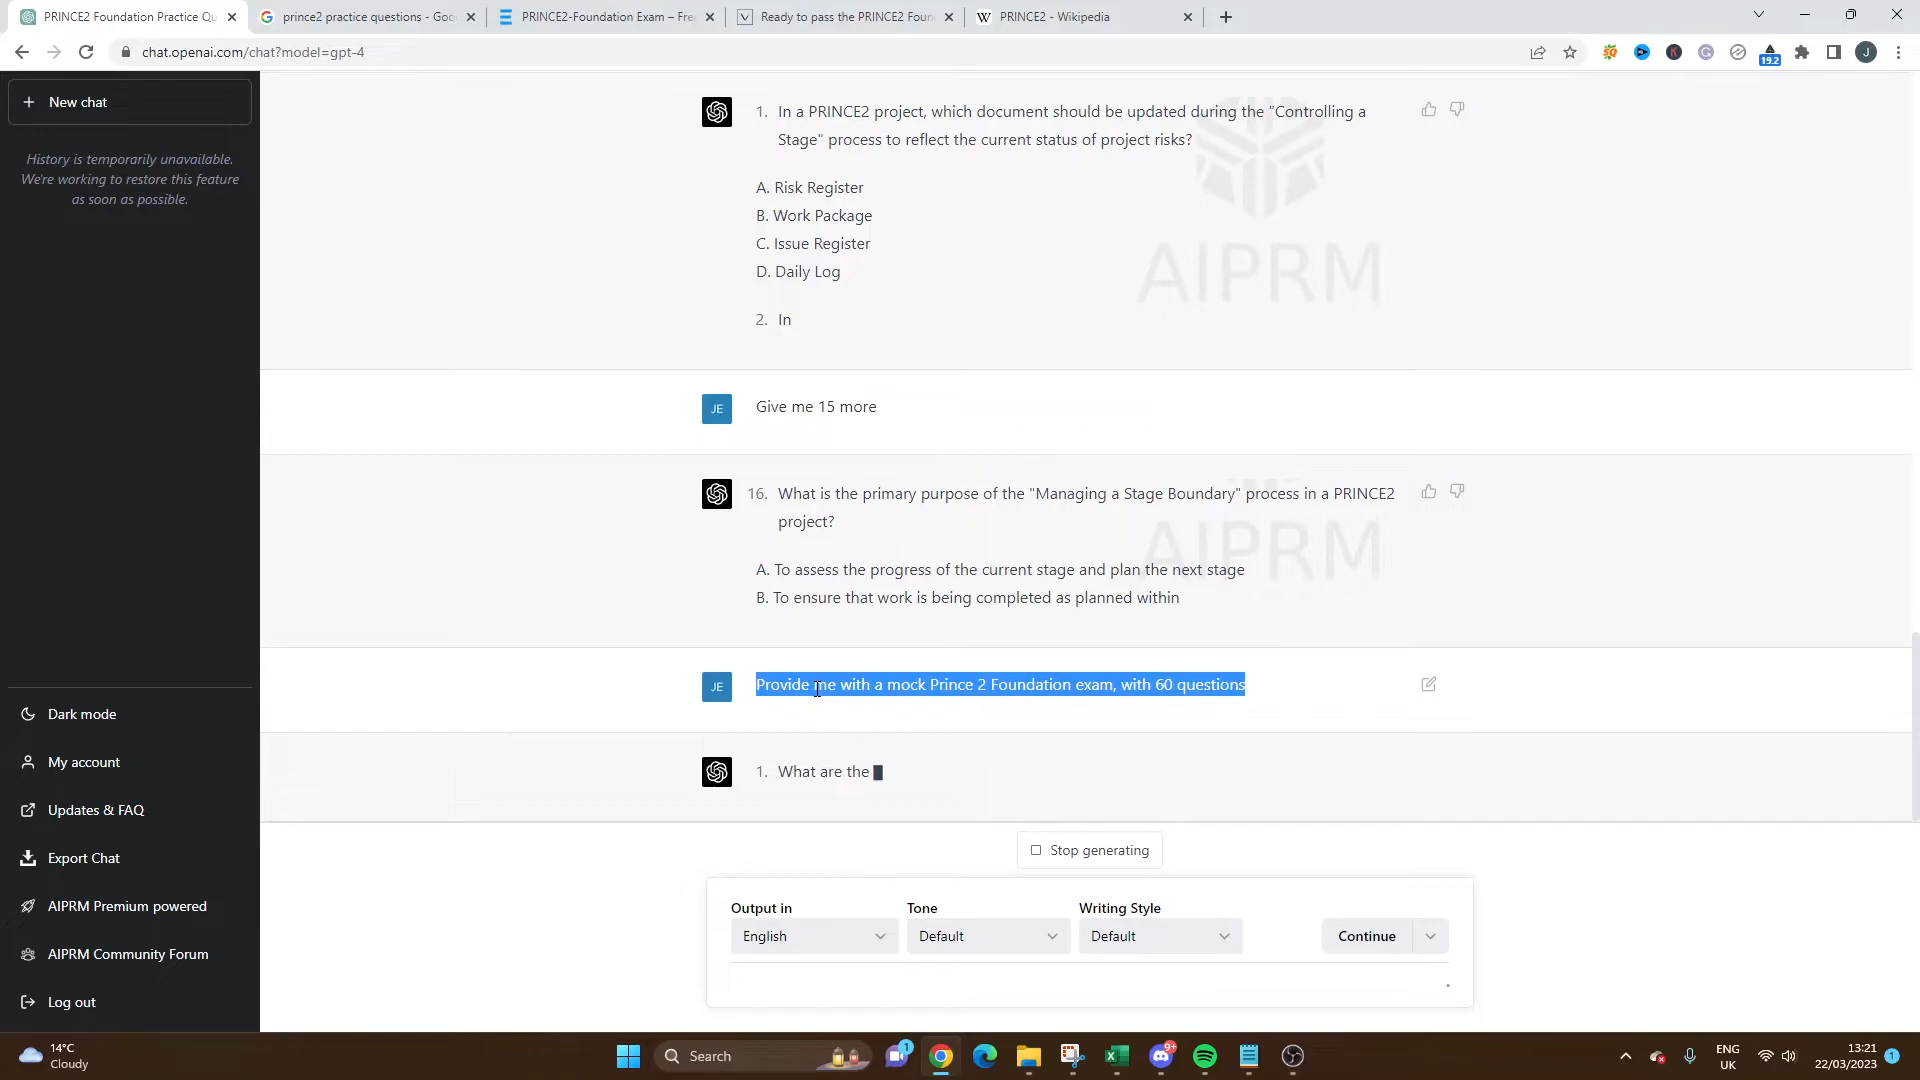 PRINCE2 Foundation Practice Qu
prince2 practice questions - Goo
PRINCE2-Foundation Exam – Fre
Ready to pass the PRINCE2 Foun
PRINCE2 - Wikipedia
chat.openai.com/chat?model=gpt-4
19.2
J
New chat
History is temporarily unavailable.
We're working to restore this feature
as soon as possible.
1. In a PRINCE2 project, which document should be updated during the "Controlling a
Stage" process to reflect the current status of project risks?
A. Risk Register
B. Work Package
C. Issue Register
D. Daily Log
2. In
AIPRM
JE
Give me 15 more
16. What is the primary purpose of the "Managing a Stage Boundary" process in a PRINCE2
project?
A. To assess the progress of the current stage and plan the next stage
B. To ensure that work is being completed as planned within
AIPRM
JE
Provide me with a mock Prince 2 Foundation exam, with 60 questions
1. What are the
Dark mode
My account
Updates & FAQ
Export Chat
AIPRM Premium powered
AIPRM Community Forum
Log out
Stop generating
Output in
Tone
Writing Style
English
Default
Default
Continue
14°C
Cloudy
Search
1
9+
ENG
UK
13:21
22/03/2023
1